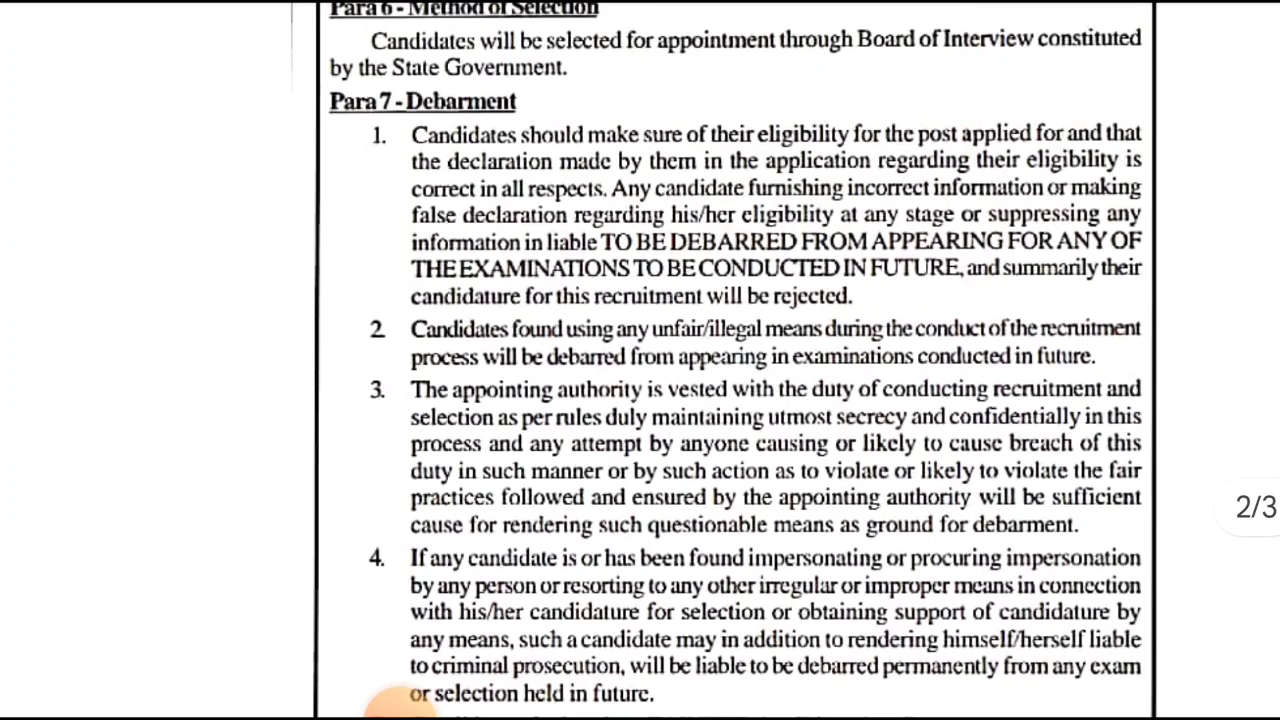 Para 6 - Method of Selection
Candidates will be selected for appointment through Board of Interview constituted
by the State Government.
Para 7 - Debarment
1. Candidates should make sure of their eligibility for the post applied for and that
the declaration made by them in the application regarding their eligibility is
correct in all respects. Any candidate furnishing incorrect information or making
false declaration regarding his/her eligibility at any stage or suppressing any
information in liable TO BE DEBARRED FROM APPEARING FOR ANY OF
THE EXAMINATIONS TO BE CONDUCTED IN FUTURE, and summarily their
candidature for this recruitment will be rejected.
2. Candidates found using any unfair/illegal means during the conduct of the recruitment
process will be debarred from appearing in examinations conducted in future.
3. The appointing authority is vested with the duty of conducting recruitment and
selection as per rules duly maintaining utmost secrecy and confidentially in this
process and any attempt by anyone causing or likely to cause breach of this
duty in such manner or by such action as to violate or likely to violate the fair
practices followed and ensured by the appointing authority will be sufficient
cause for rendering such questionable means as ground for debarment.
2/3
4. If any candidate is or has been found impersonating or procuring impersonation
by any person or resorting to any other irregular or improper means in connection
with his/her candidature for selection or obtaining support of candidature by
any means, such a candidate may in addition to rendering himself/herself liable
to criminal prosecution, will be liable to be debarred permanently from any exam
or selection held in future.